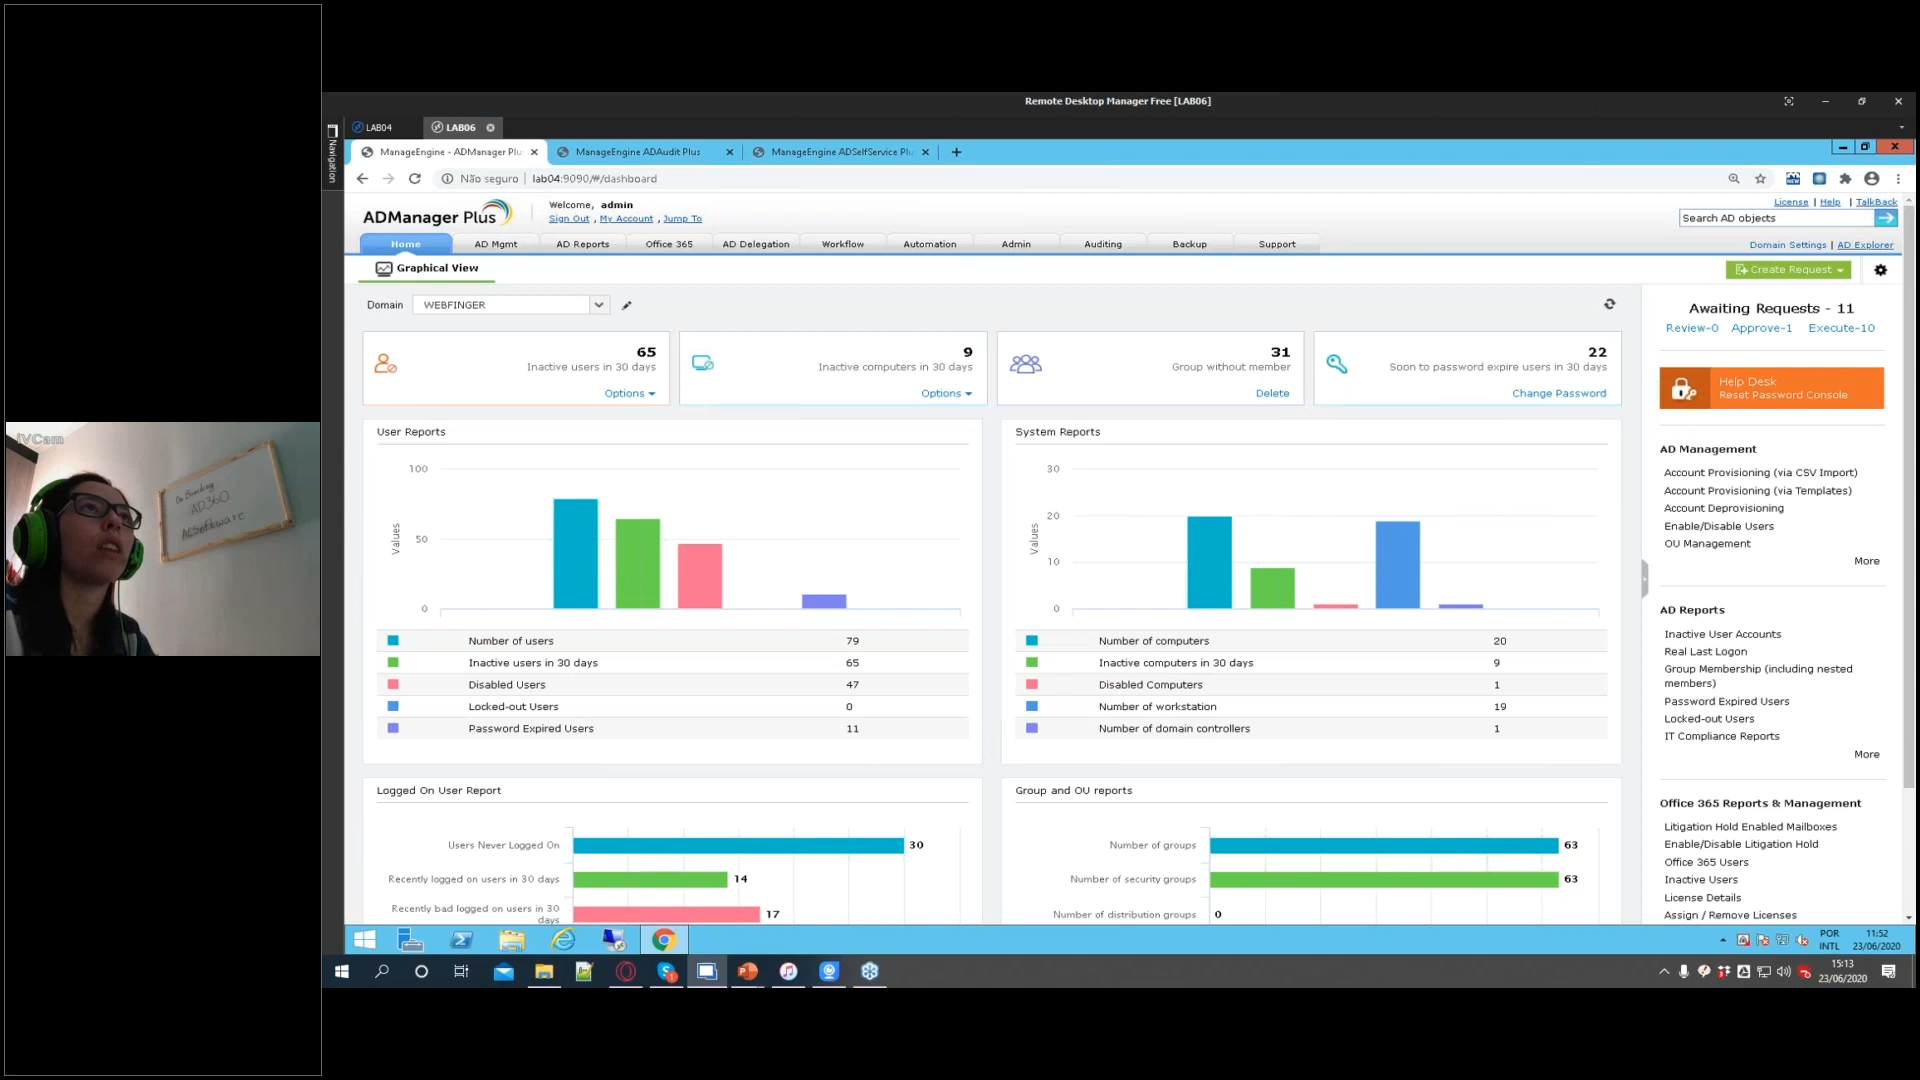 iVCam
On Boarding
AD360
ACSoftware
Remote Desktop Manager Free [LAB06]
Navigation
LAB04
LAB06
ManageEngine - ADManager Plu
ManageEngine ADAudit Plus
ManageEngine ADSelfService Plu
Não seguro | lab04:9090/#/dashboard
ADManager Plus
Welcome, admin
Sign Out , My Account , Jump To
License | Help | TalkBack
Search AD objects
Home
AD Mgmt
AD Reports
Office 365
AD Delegation
Workflow
Automation
Admin
Auditing
Backup
Support
Domain Settings | AD Explorer
Graphical View
Create Request
Domain
WEBFINGER
65
Inactive users in 30 days
Options
9
Inactive computers in 30 days
Options
31
Group without member
Delete
22
Soon to password expire users in 30 days
Change Password
User Reports
100
50
0
Values
Number of users 79
Inactive users in 30 days 65
Disabled Users 47
Locked-out Users 0
Password Expired Users 11
System Reports
30
20
10
0
Values
Number of computers 20
Inactive computers in 30 days 9
Disabled Computers 1
Number of workstation 19
Number of domain controllers 1
Logged On User Report
Users Never Logged On 30
Recently logged on users in 30 days 14
Recently bad logged on users in 30 days 17
Group and OU reports
Number of groups 63
Number of security groups 63
Number of distribution groups 0
Awaiting Requests - 11
Review-0 Approve-1 Execute-10
Help Desk
Reset Password Console
AD Management
Account Provisioning (via CSV Import)
Account Provisioning (via Templates)
Account Deprovisioning
Enable/Disable Users
OU Management
More
AD Reports
Inactive User Accounts
Real Last Logon
Group Membership (including nested
members)
Password Expired Users
Locked-out Users
IT Compliance Reports
More
Office 365 Reports & Management
Litigation Hold Enabled Mailboxes
Enable/Disable Litigation Hold
Office 365 Users
Inactive Users
License Details
Assign / Remove Licenses
POR
INTL
11:52
23/06/2020
15:13
23/06/2020